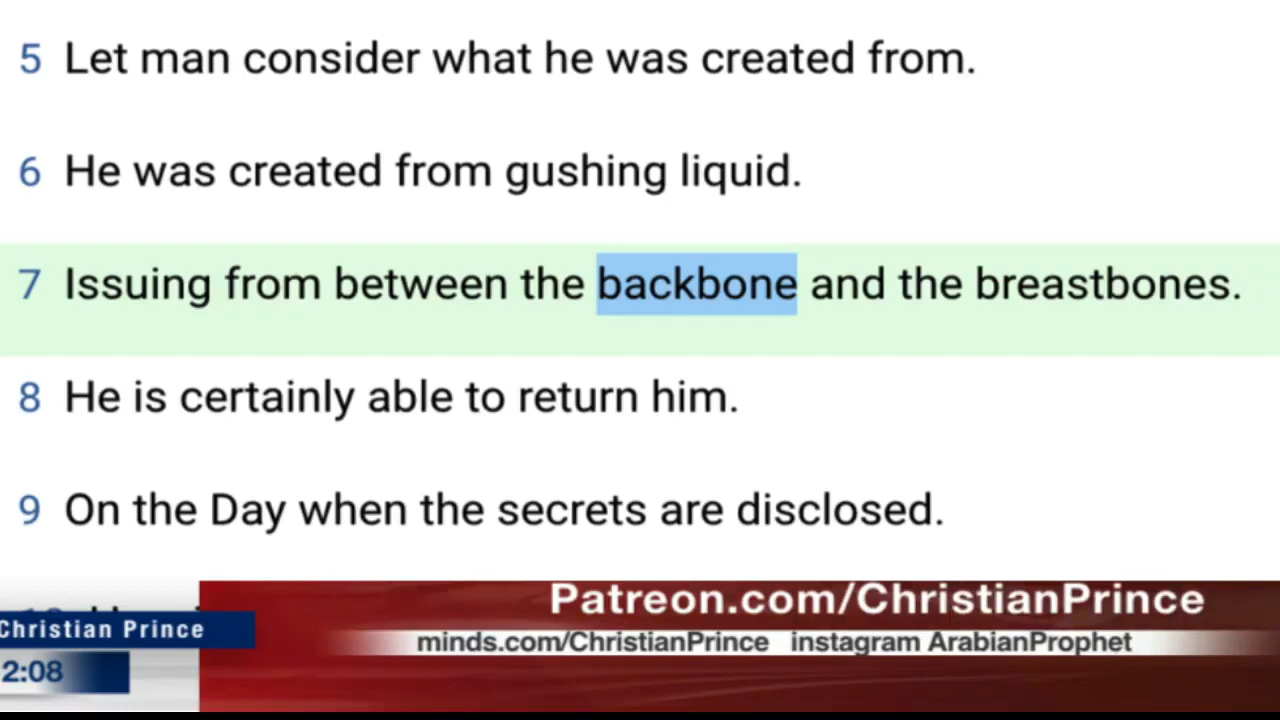 5 Let man consider what he was created from.
6 He was created from gushing liquid.
7 Issuing from between the backbone and the breastbones.
8 He is certainly able to return him.
9 On the Day when the secrets are disclosed.
Patreon.com/ChristianPrince
Christian Prince
minds.com/ChristianPrince instagram ArabianProphet
2:08